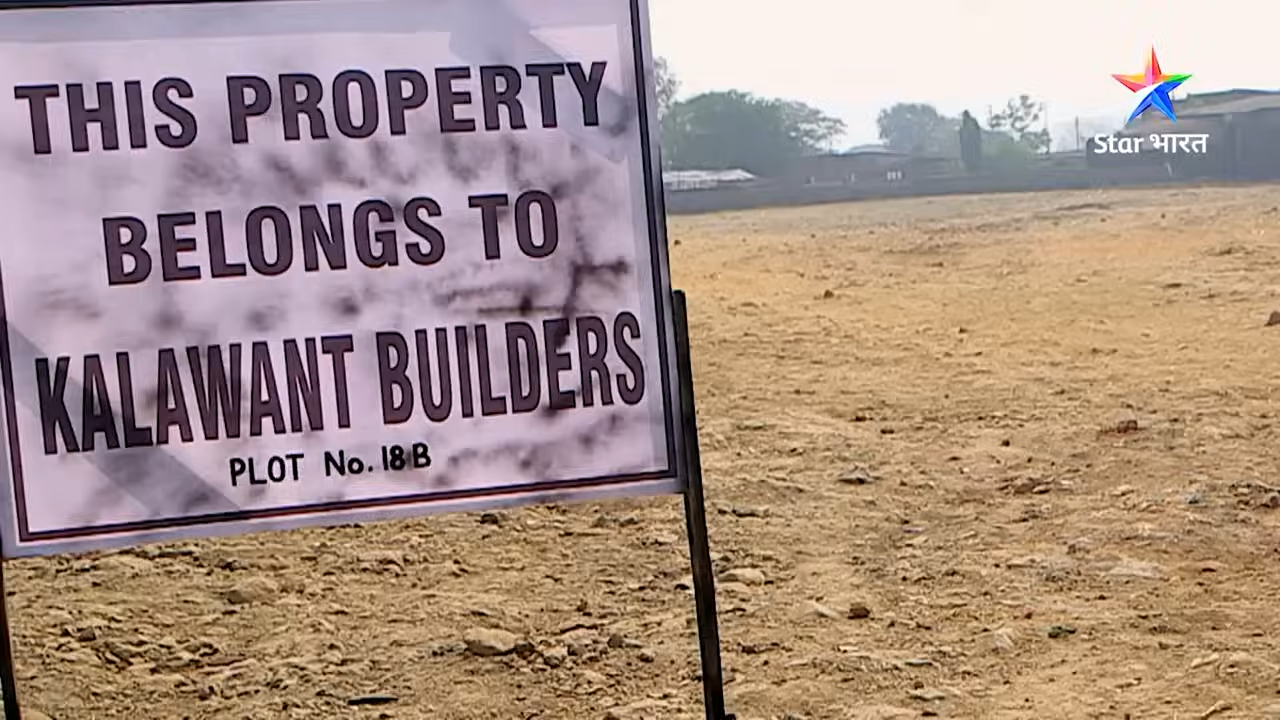 THIS PROPERTY
BELONGS TO
KALAWANT BUILDERS
PLOT No. 18 B
Star भारत